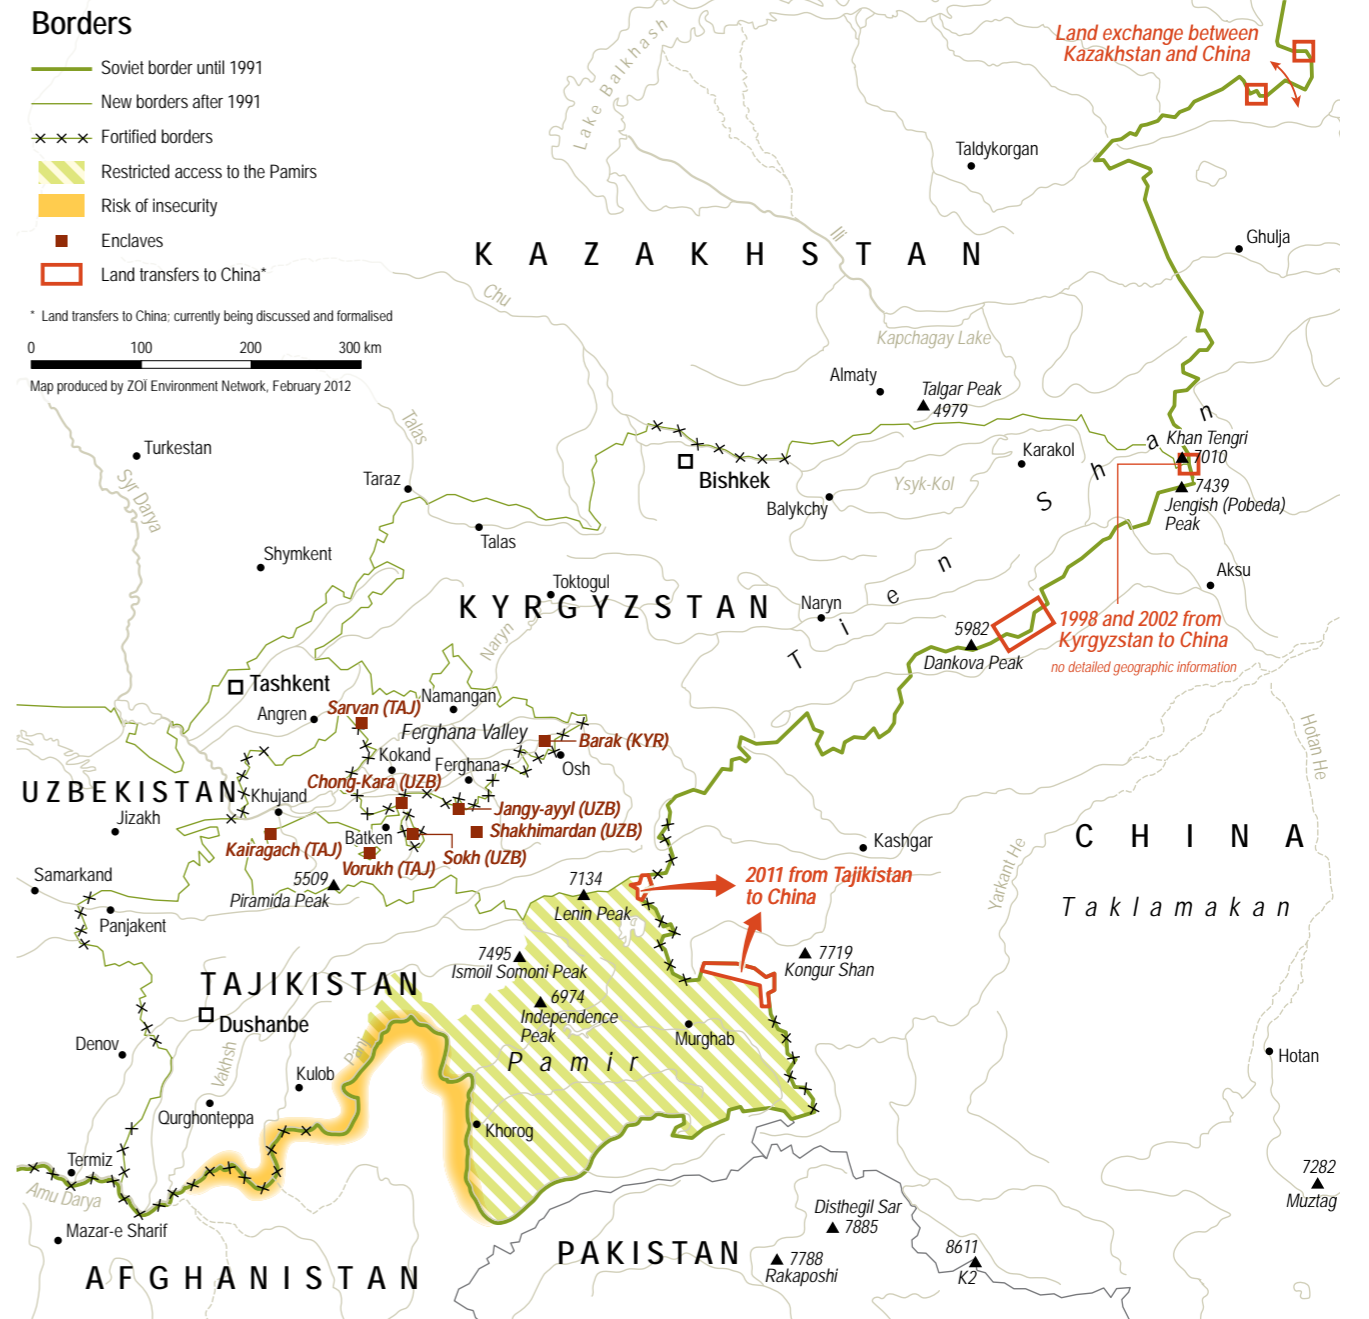 Borders
Soviet border until 1991
New borders after 1991
Fortified borders
Restricted access to the Pamirs
Risk of insecurity
Enclaves
Land transfers to China*
* Land transfers to China; currently being discussed and formalised
0 100 200 300 km
Map produced by ZOÏ Environment Network, February 2012
Land exchange between
Kazakhstan and China
Lake Balkhash
Taldykorgan
KAZAKHSTAN
Ili
Ghulja
Chu
Kapchagay Lake
Almaty
Talgar Peak
4979
Talas
Turkestan
Syr Darya
Taraz
Bishkek
Karakol
Ysyk-Kol
Balykchy
Tien Shan
Khan Tengri
7010
7439
Jengish (Pobeda)
Peak
Talas
Shymkent
Toktogul
KYRGYZSTAN
Naryn
Naryn
Aksu
1998 and 2002 from
Kyrgyzstan to China
no detailed geographic information
5982
Dankova Peak
Tashkent
Angren
Sarvan (TAJ)
Namangan
Ferghana Valley
Barak (KYR)
Kokand
Ferghana
Osh
Hotan He
UZBEKISTAN
Khujand
Chong-Kara (UZB)
Jangy-ayyl (UZB)
Jizakh
Batken
Shakhimardan (UZB)
Kairagach (TAJ)
Sokh (UZB)
Vorukh (TAJ)
Kashgar
CHINA
Yarkant He
Taklamakan
Samarkand
5509
Piramida Peak
7134
Lenin Peak
2011 from Tajikistan
to China
Panjakent
7495
Ismoil Somoni Peak
7719
Kongur Shan
TAJIKISTAN
Dushanbe
6974
Independence
Peak
Murghab
Pamir
Denov
Vakhsh
Panj
Kulob
Hotan
Qurghonteppa
Khorog
Termiz
Amu Darya
Mazar-e Sharif
AFGHANISTAN
PAKISTAN
Disthegil Sar
7885
7788
Rakaposhi
8611
K2
7282
Muztag